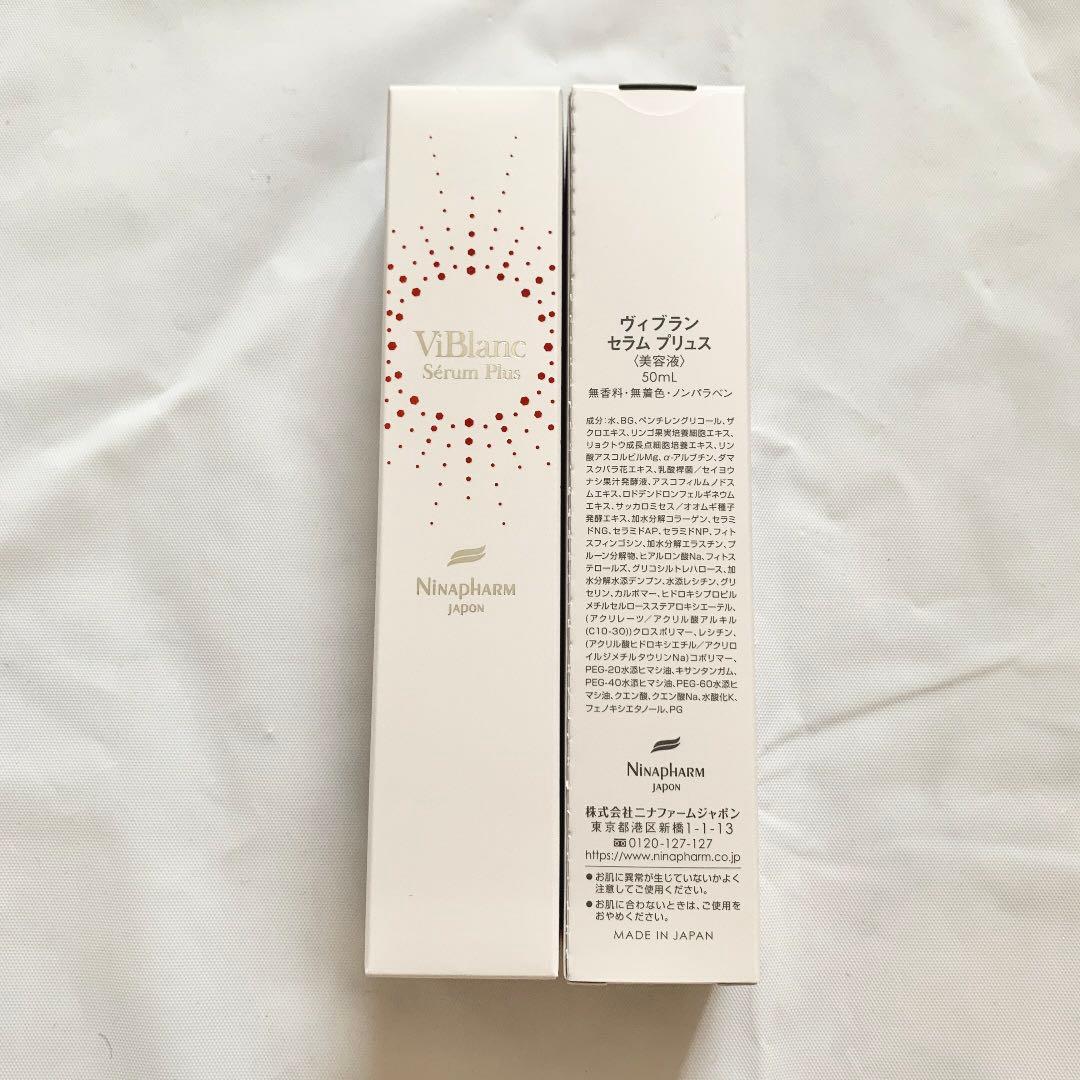 ViBlanc
Sérum Plus
NINAPHARM
JAPON
ヴィブラン
セラム プリュス
〈美容液〉
50mL
無香料・無着色・ノンパラベン
成分：水、BG、ペンチレングリコール、ザ
クロエキス、リンゴ果実培養細胞エキス、
リョクトウ成長点細胞培養エキス、リン
酸アスコルビルMg、α-アルブチン、ダマ
スクバラ花エキス、乳酸桿菌／セイヨウ
ナシ果汁発酵液、アスコフィルムノドス
ムエキス、ロドデンドロンフェルギネウム
エキス、サッカロミセス／オオムギ種子
発酵エキス、加水分解コラーゲン、セラミ
ドNG、セラミドAP、セラミドNP、フィト
スフィンゴシン、加水分解エラスチン、プ
ルーン分解物、ヒアルロン酸Na、フィトス
テロールズ、グリコシルトレハロース、加
水分解水添デンプン、水添レシチン、グリ
セリン、カルボマー、ヒドロキシプロピル
メチルセルロースステアロキシエーテル、
(アクリレーツ／アクリル酸アルキル
(C10-30))クロスポリマー、レシチン、
(アクリル酸ヒドロキシエチル／アクリロ
イルジメチルタウリンNa)コポリマー、
PEG-20水添ヒマシ油、キサンタンガム、
PEG-40水添ヒマシ油、PEG-60水添ヒ
マシ油、クエン酸、クエン酸Na、水酸化K、
フェノキシエタノール、PG
NINAPHARM
JAPON
株式会社ニナファームジャポン
東京都港区新橋1-1-13
0120-127-127
https://www.ninapharm.co.jp
●お肌に異常が生じていないかよく
注意してご使用ください。
●お肌に合わないときは、ご使用を
おやめください。
MADE IN JAPAN